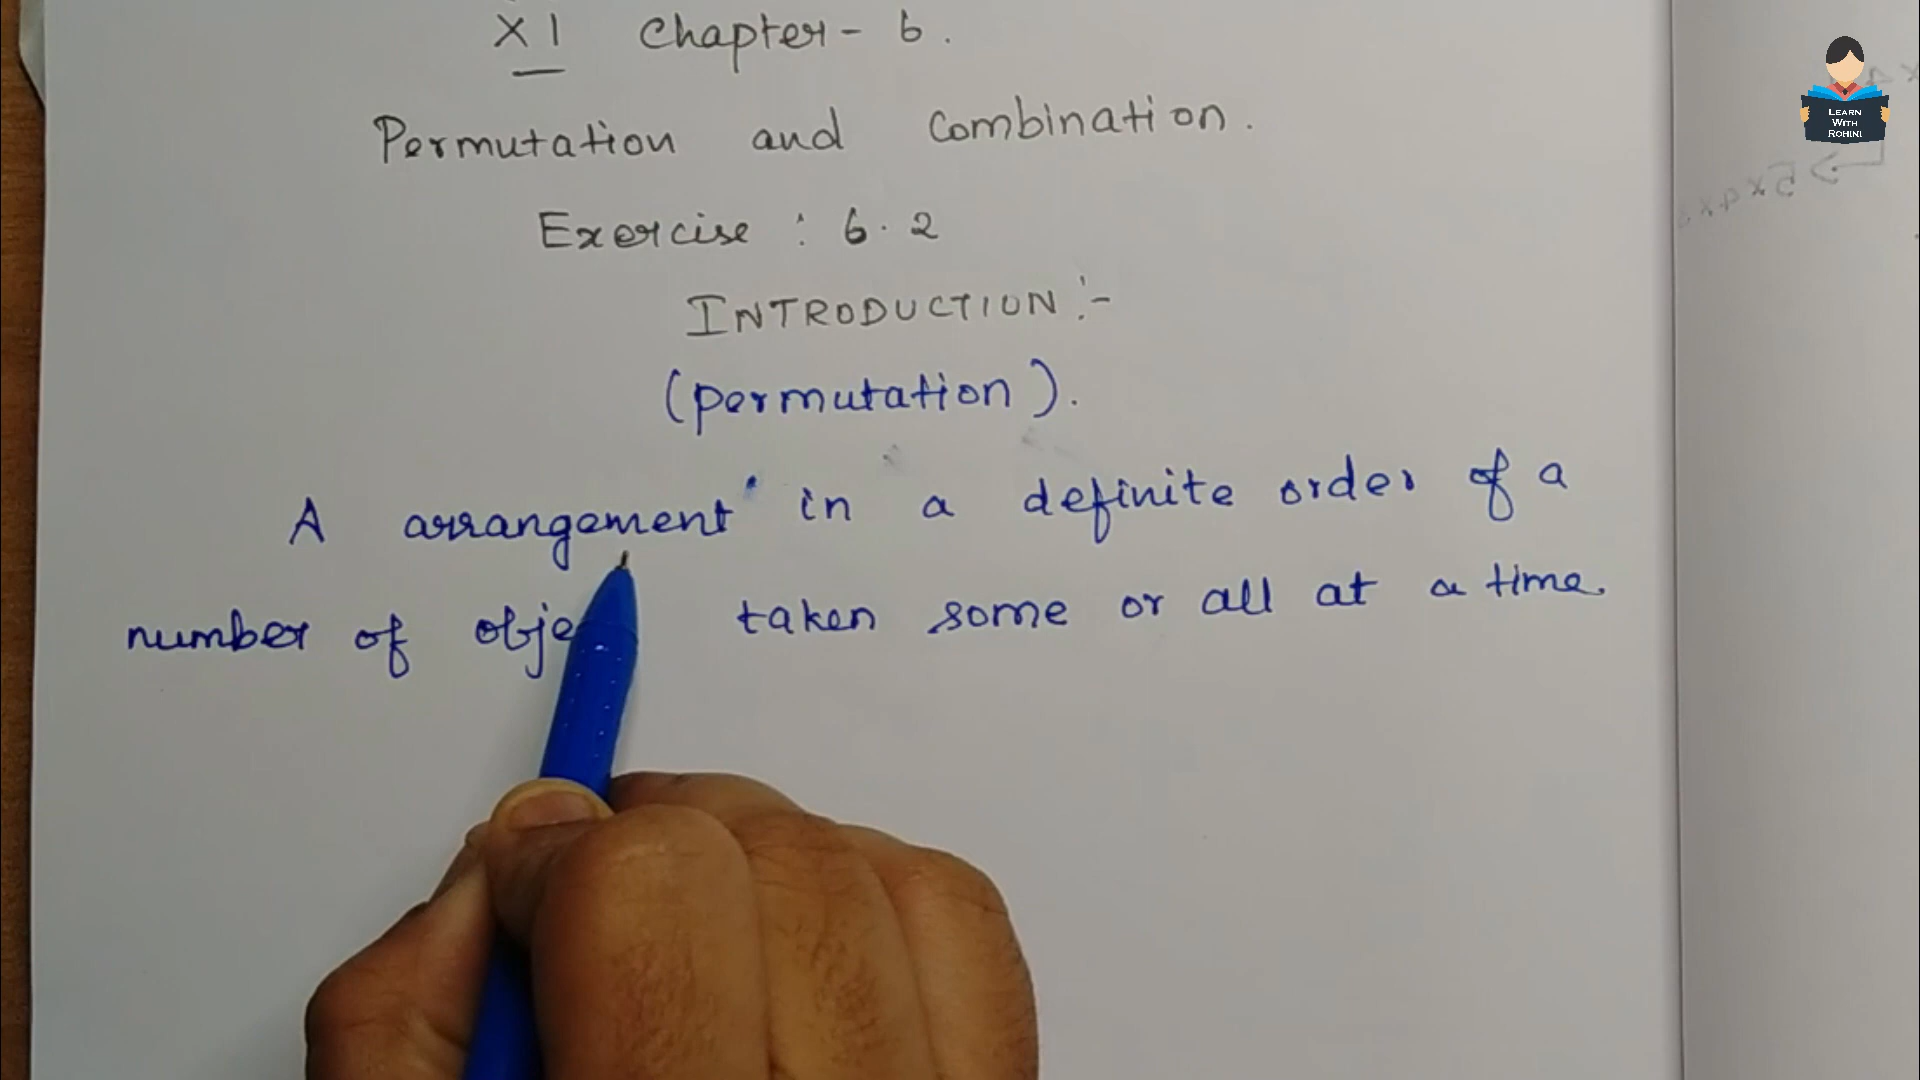 XI Chapter - 6.
Permutation and Combination.
Exercise : 6.2
INTRODUCTION :-
(permutation).
A arrangement in a definite order of a
number of obje taken some or all at a time.
LEARN
WITH
ROHINI